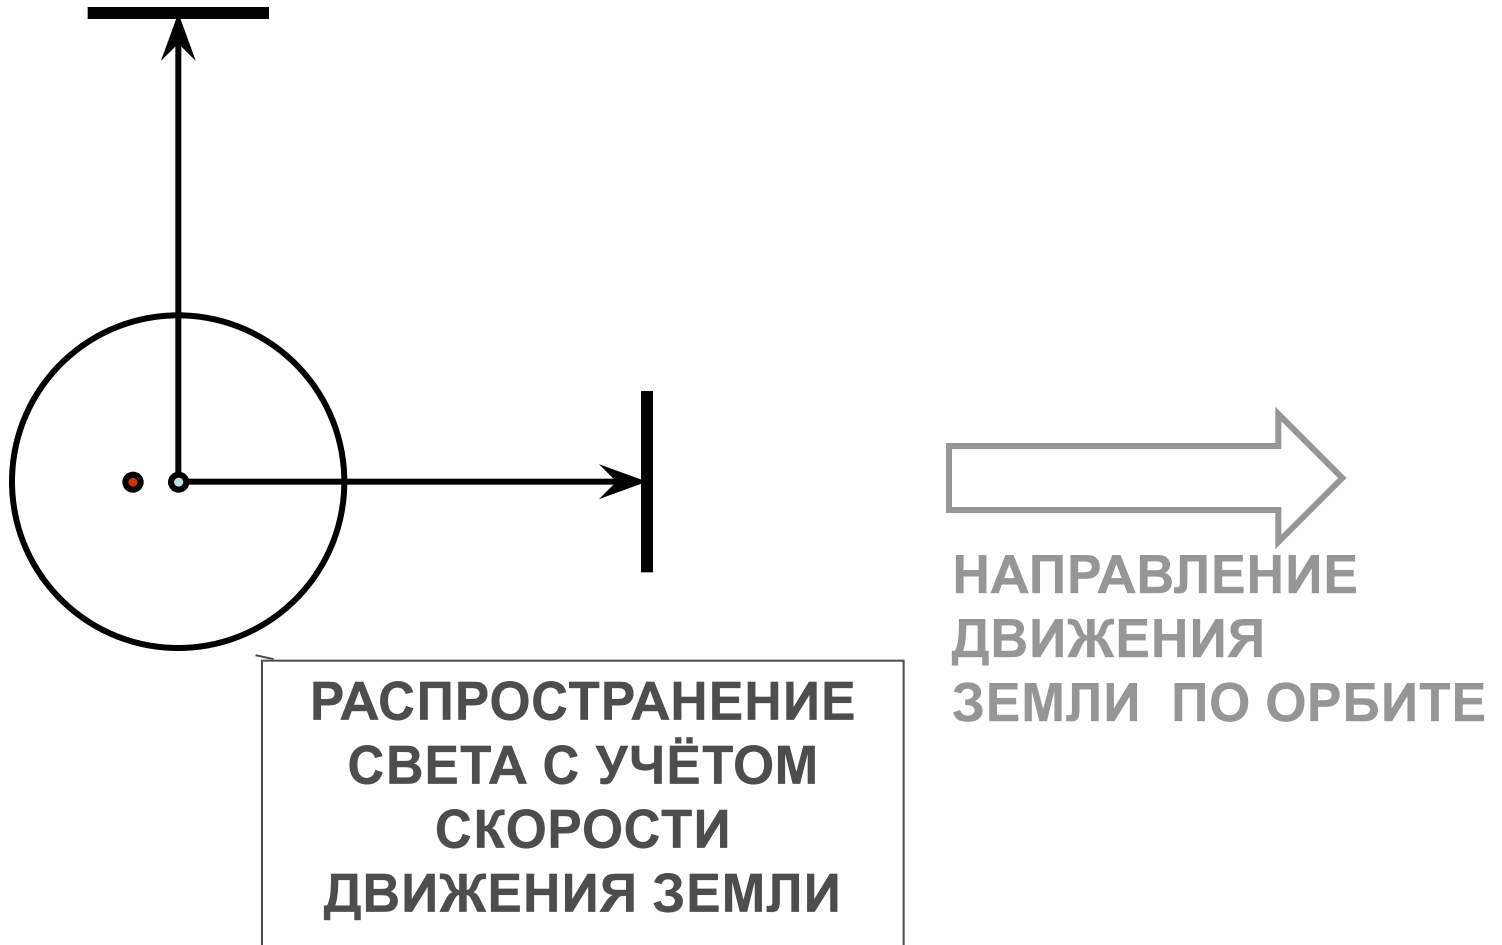 НАПРАВЛЕНИЕ
ДВИЖЕНИЯ
ЗЕМЛИ ПО ОРБИТЕ
РАСПРОСТРАНЕНИЕ
СВЕТА С УЧЁТОМ
СКОРОСТИ
ДВИЖЕНИЯ ЗЕМЛИ